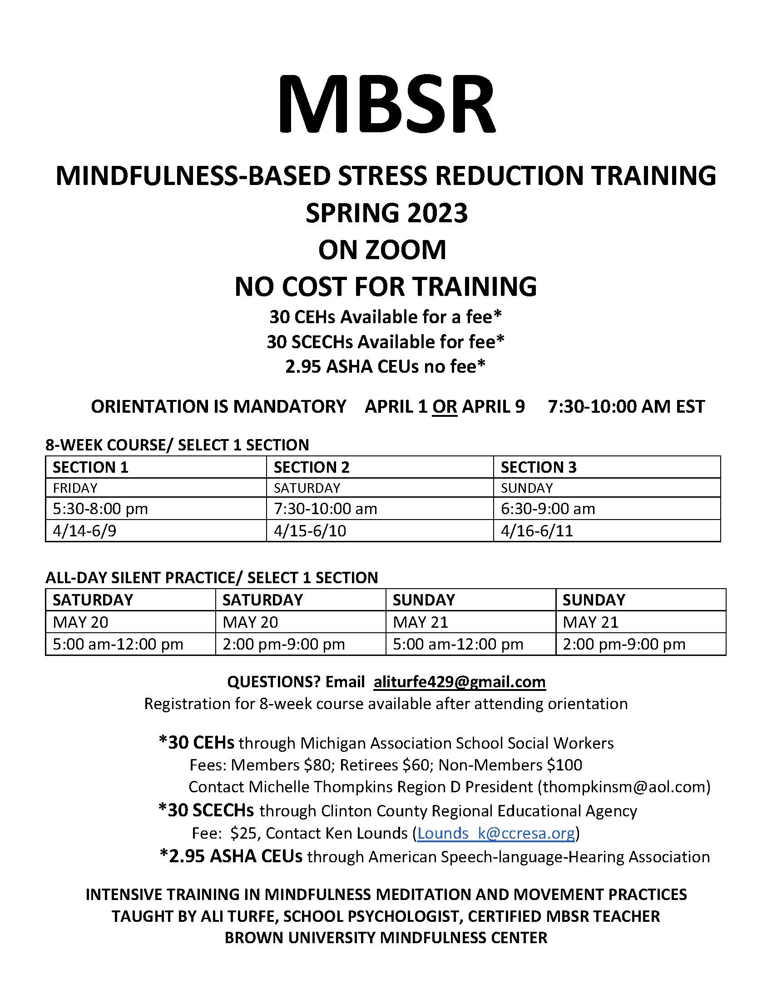 MBSR
MINDFULNESS-BASED STRESS REDUCTION TRAINING
SPRING 2023
ON ZOOM
NO COST FOR TRAINING
30 CEHs Available for a fee*
30 SCECHs Available for fee*
2.95 ASHA CEUs no fee*
ORIENTATION IS MANDATORY APRIL 1 OR APRIL 9 7:30-10:00 AM EST
8-WEEK COURSE/ SELECT 1 SECTION
SECTION 1 SECTION 2 SECTION 3
FRIDAY SATURDAY SUNDAY
5:30-8:00 pm 7:30-10:00 am 6:30-9:00 am
4/14-6/9 4/15-6/10 4/16-6/11
ALL-DAY SILENT PRACTICE/ SELECT 1 SECTION
SATURDAY SATURDAY SUNDAY SUNDAY
MAY 20 MAY 20 MAY 21 MAY 21
5:00 am-12:00 pm 2:00 pm-9:00 pm 5:00 am-12:00 pm 2:00 pm-9:00 pm
QUESTIONS? Email aliturfe429@gmail.com
Registration for 8-week course available after attending orientation
*30 CEHs through Michigan Association School Social Workers
Fees: Members $80; Retirees $60; Non-Members $100
Contact Michelle Thompkins Region D President (thompkinsm@aol.com)
*30 SCECHs through Clinton County Regional Educational Agency
Fee: $25, Contact Ken Lounds (Lounds_k@ccresa.org)
*2.95 ASHA CEUs through American Speech-language-Hearing Association
INTENSIVE TRAINING IN MINDFULNESS MEDITATION AND MOVEMENT PRACTICES
TAUGHT BY ALI TURFE, SCHOOL PSYCHOLOGIST, CERTIFIED MBSR TEACHER
BROWN UNIVERSITY MINDFULNESS CENTER